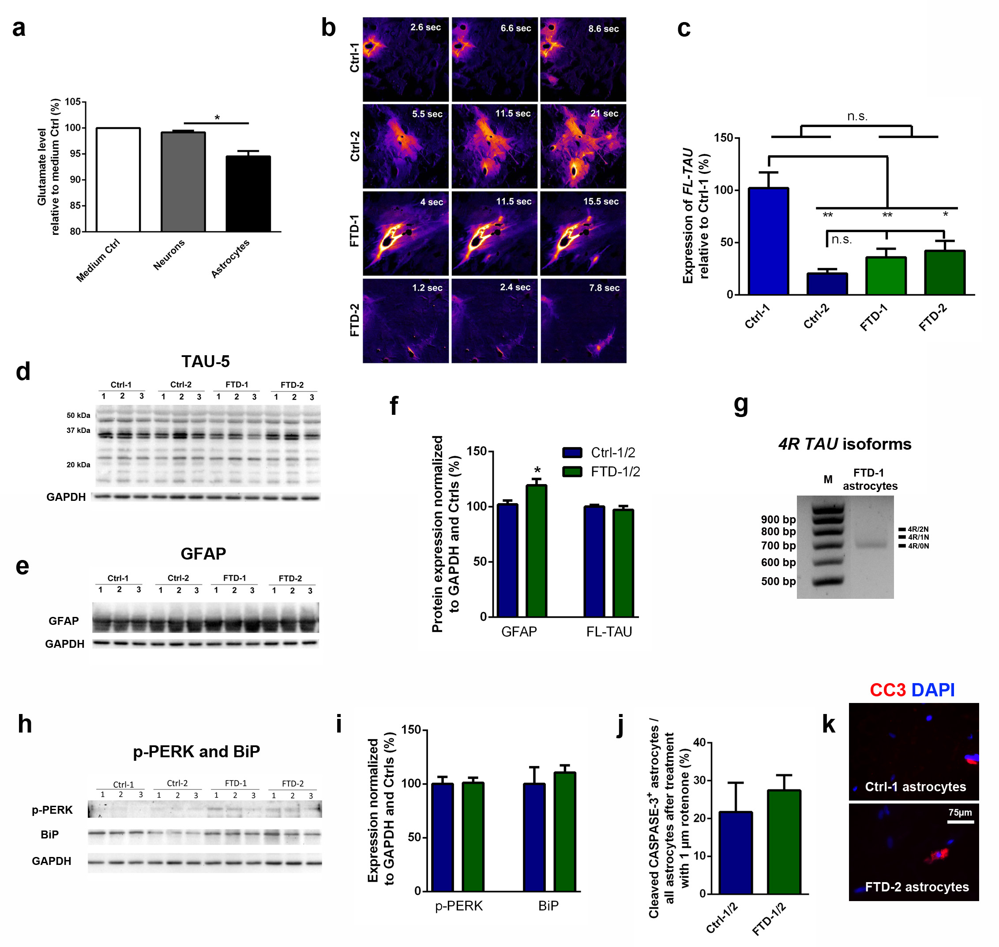 a
Glutamate level
relative to medium Ctrl (%)
105
100
95
90
85
80
*
Medium Ctrl
Neurons
Astrocytes
b
Ctrl-1
2.6 sec
6.6 sec
8.6 sec
Ctrl-2
5.5 sec
11.5 sec
21 sec
FTD-1
4 sec
11.5 sec
15.5 sec
FTD-2
1.2 sec
2.4 sec
7.8 sec
c
Expression of FL-TAU
relative to Ctrl-1 (%)
150
100
50
0
n.s.
** ** *
n.s.
Ctrl-1
Ctrl-2
FTD-1
FTD-2
d
TAU-5
Ctrl-1 Ctrl-2 FTD-1 FTD-2
1 2 3 1 2 3 1 2 3 1 2 3
50 kDa
37 kDa
20 kDa
GAPDH
e
GFAP
Ctrl-1 Ctrl-2 FTD-1 FTD-2
1 2 3 1 2 3 1 2 3 1 2 3
GFAP
GAPDH
f
Protein expression normalized
to GAPDH and Ctrls (%)
150
100
50
0
Ctrl-1/2
FTD-1/2
*
GFAP
FL-TAU
g
4R TAU isoforms
M
FTD-1
astrocytes
900 bp
800 bp
700 bp
600 bp
500 bp
4R/2N
4R/1N
4R/0N
h
p-PERK and BiP
Ctrl-1 Ctrl-2 FTD-1 FTD-2
1 2 3 1 2 3 1 2 3 1 2 3
p-PERK
BiP
GAPDH
i
Expression normalized
to GAPDH and Ctrls (%)
150
100
50
0
p-PERK
BiP
j
Cleaved CASPASE-3+ astrocytes /
all astrocytes after treatment
with 1 µm rotenone (%)
40
30
20
10
0
Ctrl-1/2
FTD-1/2
k
CC3 DAPI
Ctrl-1 astrocytes
75µm
FTD-2 astrocytes